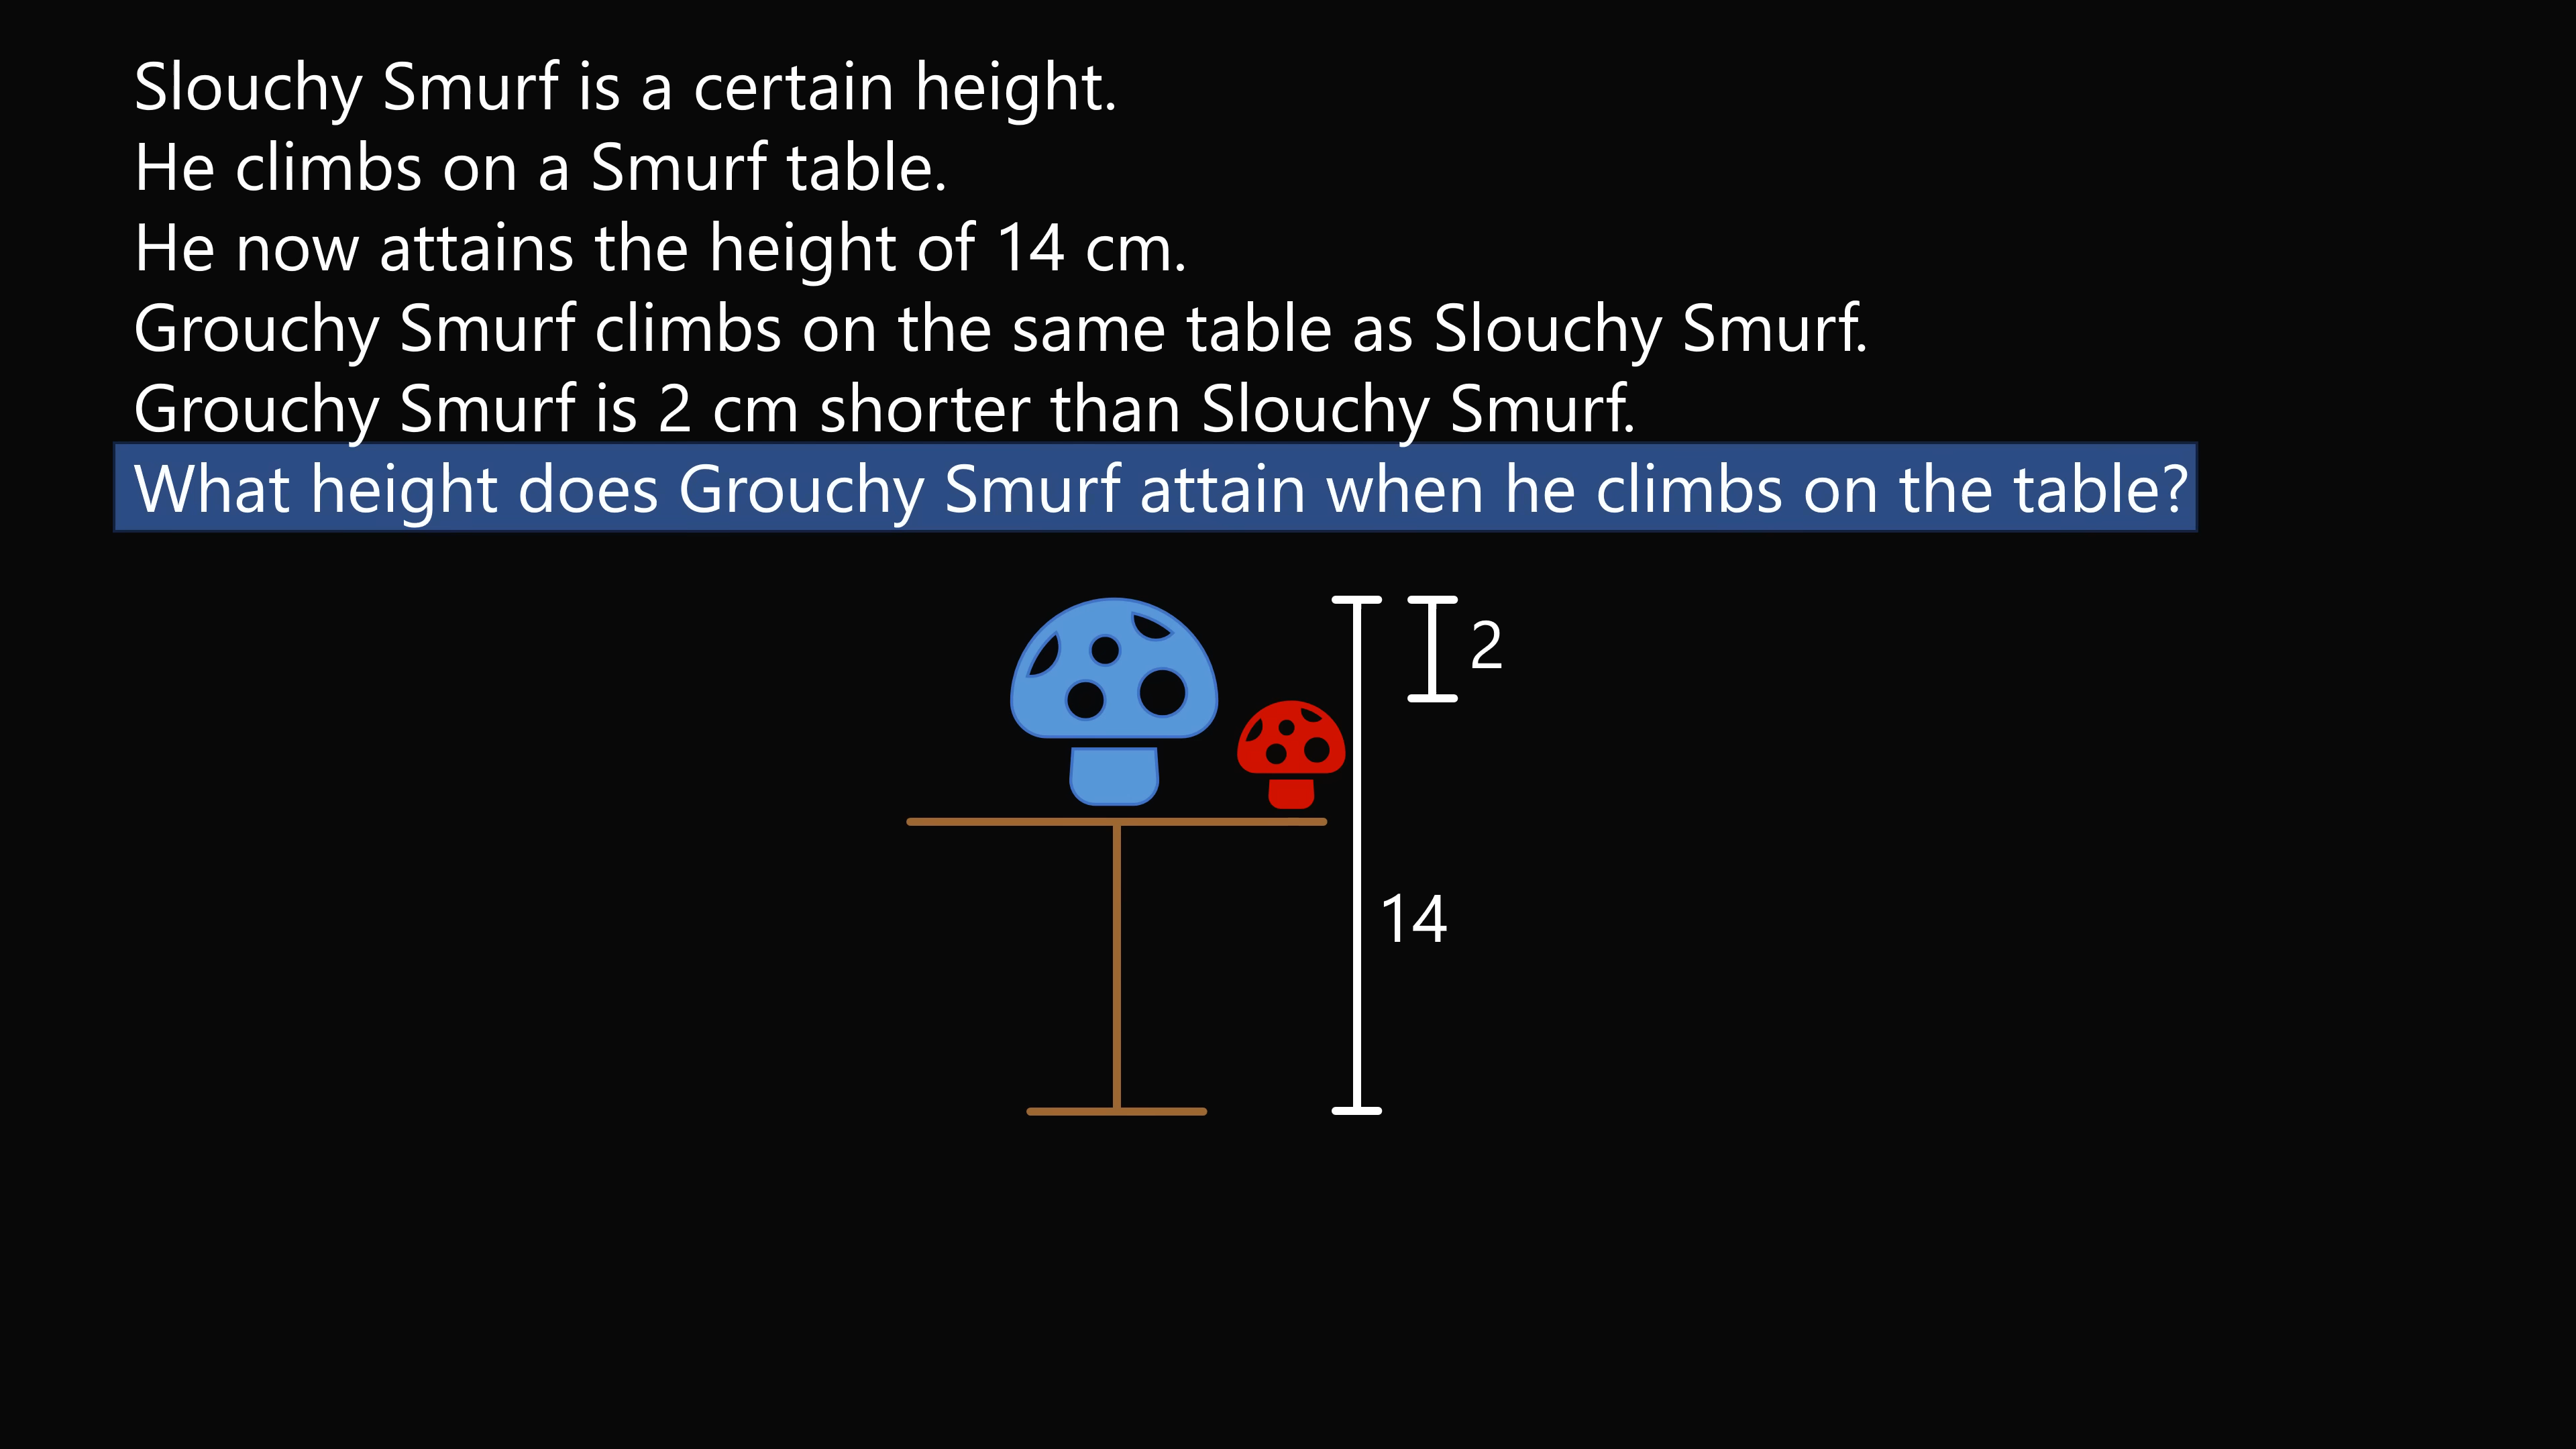 Slouchy Smurf is a certain height.
He climbs on a Smurf table.
He now attains the height of 14 cm.
Grouchy Smurf climbs on the same table as Slouchy Smurf.
Grouchy Smurf is 2 cm shorter than Slouchy Smurf.
What height does Grouchy Smurf attain when he climbs on the table?
2
14